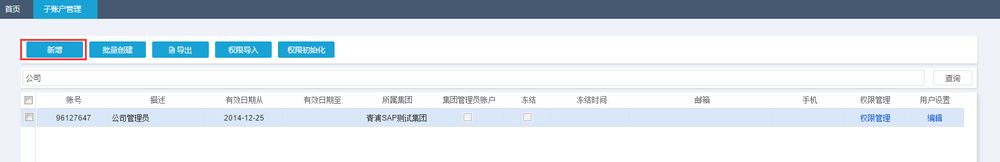 首页 子账户管理
新增 批量创建 导出 权限导入 权限初始化
公司 查询
账号 描述 有效日期从 有效日期至 所属集团 集团管理员账户 冻结 冻结时间 邮箱 手机 权限管理 用户设置
96127647 公司管理员 2014-12-25 青浦SAP测试集团 权限管理 编辑